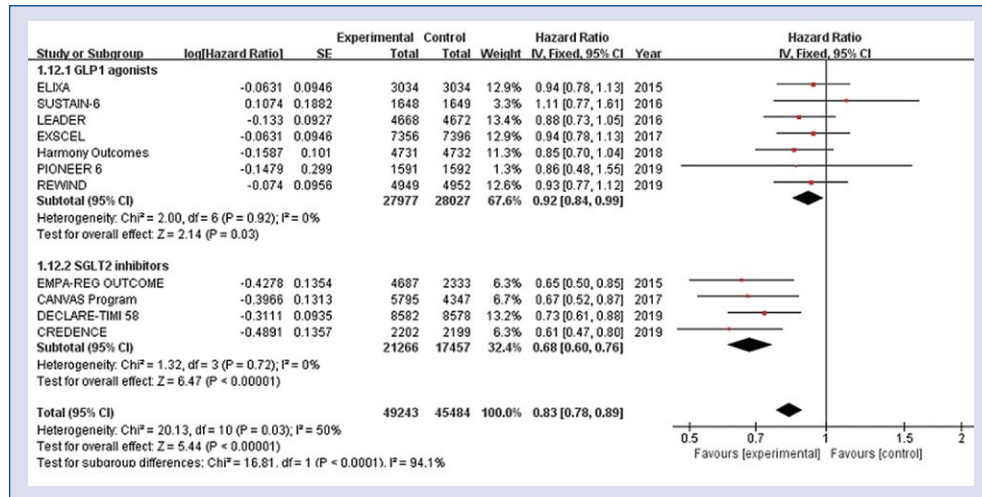 Experimental Control Hazard Ratio Hazard Ratio
Study or Subgroup log[Hazard Ratio] SE Total Total Weight IV, Fixed, 95% CI Year IV, Fixed, 95% CI
1.12.1 GLP1 agonists
ELIXA -0.0631 0.0946 3034 3034 12.9% 0.94 [0.78, 1.13] 2015
SUSTAIN-6 0.1074 0.1882 1648 1649 3.3% 1.11 [0.77, 1.61] 2016
LEADER -0.133 0.0927 4668 4672 13.4% 0.88 [0.73, 1.05] 2016
EXSCEL -0.0631 0.0946 7356 7396 12.9% 0.94 [0.78, 1.13] 2017
Harmony Outcomes -0.1587 0.101 4731 4732 11.3% 0.85 [0.70, 1.04] 2018
PIONEER 6 -0.1479 0.299 1591 1592 1.3% 0.86 [0.48, 1.55] 2019
REWIND -0.074 0.0956 4949 4952 12.6% 0.93 [0.77, 1.12] 2019
Subtotal (95% CI) 27977 28027 67.6% 0.92 [0.84, 0.99]
Heterogeneity: Chi² = 2.00, df = 6 (P = 0.92); I² = 0%
Test for overall effect: Z = 2.14 (P = 0.03)
1.12.2 SGLT2 inhibitors
EMPA-REG OUTCOME -0.4278 0.1354 4687 2333 6.3% 0.65 [0.50, 0.85] 2015
CANVAS Program -0.3966 0.1313 5795 4347 6.7% 0.67 [0.52, 0.87] 2017
DECLARE-TIMI 58 -0.3111 0.0935 8582 8578 13.2% 0.73 [0.61, 0.88] 2019
CREDENCE -0.4891 0.1357 2202 2199 6.3% 0.61 [0.47, 0.80] 2019
Subtotal (95% CI) 21266 17457 32.4% 0.68 [0.60, 0.76]
Heterogeneity: Chi² = 1.32, df = 3 (P = 0.72); I² = 0%
Test for overall effect: Z = 6.47 (P < 0.00001)
Total (95% CI) 49243 45484 100.0% 0.83 [0.78, 0.89]
Heterogeneity: Chi² = 20.13, df = 10 (P = 0.03); I² = 50%
Test for overall effect: Z = 5.44 (P < 0.00001)
Test for subgroup differences: Chi² = 16.81, df = 1 (P < 0.0001), I² = 94.1%
0.5 0.7 1 1.5 2
Favours [experimental] Favours [control]